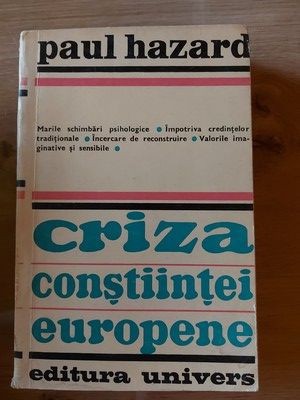 paul hazard
Marile schimbări psihologice • Împotriva credințelor
tradiționale • Încercare de reconstruire • Valorile ima-
ginative și sensibile •
criza
conștiinței
europene
editura univers